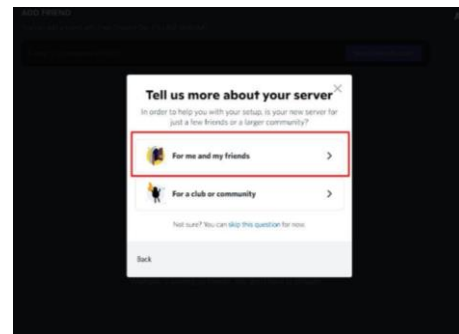 ADD FRIEND
Tell us more about your server
In order to help you with your setup, is your new server for
just a few friends or a larger community?
For me and my friends
For a club or community
Not sure? You can skip this question for now.
Back